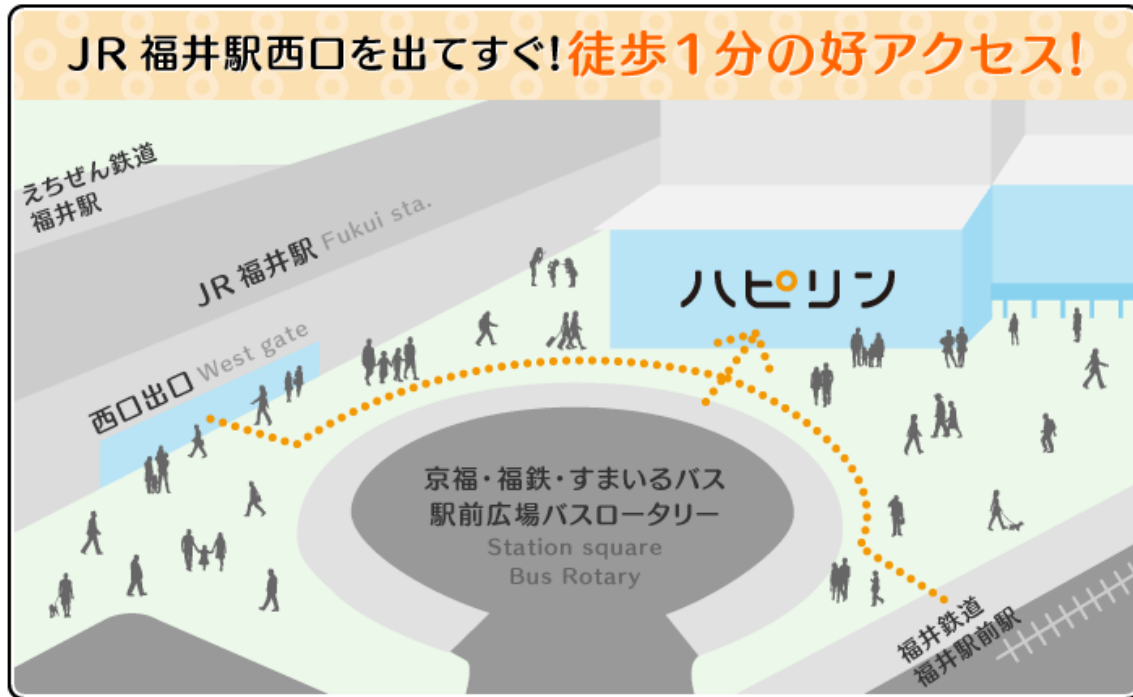 JR 福井駅西口を出てすぐ!徒歩1分の好アクセス!
えちぜん鉄道
福井駅
JR 福井駅 Fukui sta.
西口出口 West gate
ハピリン
京福・福鉄・すまいるバス
駅前広場バスロータリー
Station square
Bus Rotary
福井鉄道
福井駅前駅